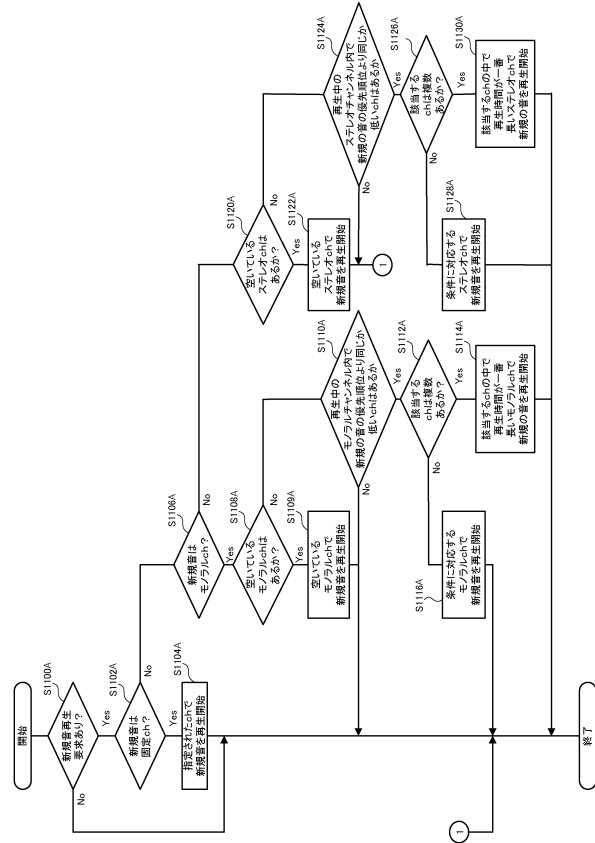 開始
S1100A
新規音再生
要求あり?
No
Yes
S1102A
新規音は
固定ch?
No
Yes
S1104A
指定されたchで
新規音を再生開始
S1106A
新規音は
モノラルch?
No
Yes
S1108A
空いている
モノラルchは
あるか?
No
Yes
S1109A
空いている
モノラルchで
新規音を再生開始
S1110A
再生中の
モノラルチャンネル内で
新規の音の優先順位より同じか
低いchはあるか
No
Yes
S1112A
該当する
chは複数
あるか?
No
Yes
S1114A
該当するchの中で
再生時間が一番
長いモノラルchで
新規の音を再生開始
S1116A
条件に対応する
モノラルchで
新規音を再生開始
S1120A
空いている
ステレオchは
あるか?
No
Yes
S1122A
空いている
ステレオchで
新規音を再生開始
1
S1124A
再生中の
ステレオチャンネル内で
新規の音の優先順位より同じか
低いchはあるか
No
Yes
S1126A
該当する
chは複数
あるか?
No
Yes
S1128A
条件に対応する
ステレオchで
新規音を再生開始
S1130A
該当するchの中で
再生時間が一番
長いステレオchで
新規の音を再生開始
1
終了